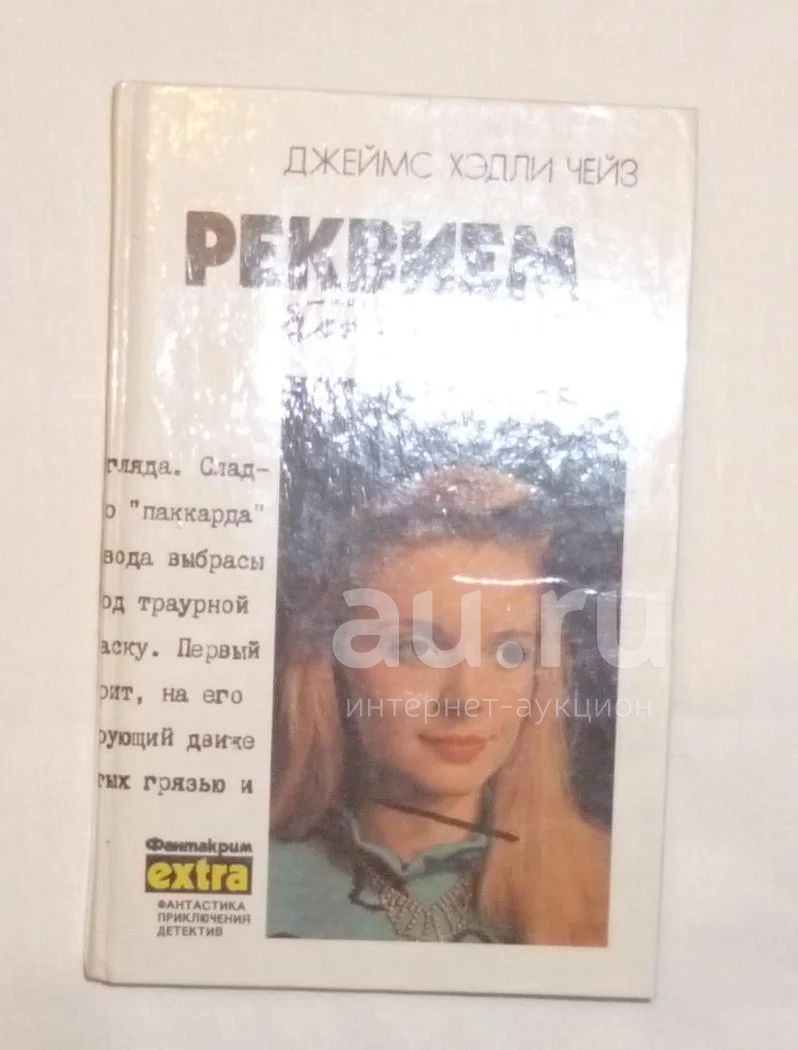 ДЖЕЙМС ХЭДЛИ ЧЕЙЗ
РЕКВИЕМ
гляда. Слад-
о "паккарда"
вода выбрасы
од траурной
аску. Первый
рит, на его
рующий движе
тых грязью и
au.ru
интернет-аукцион
Фантакрим
extra
ФАНТАСТИКА
ПРИКЛЮЧЕНИЯ
ДЕТЕКТИВ